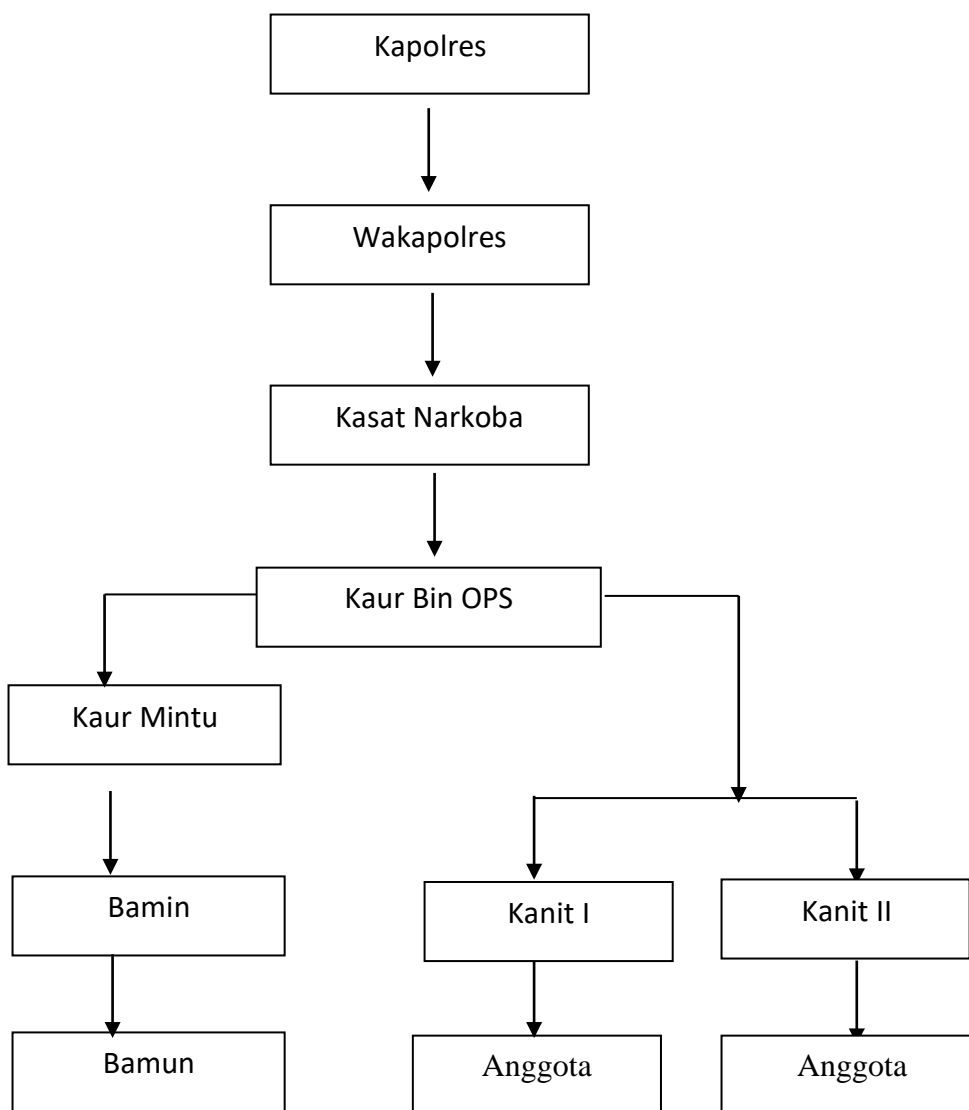 Kapolres
Wakapolres
Kasat Narkoba
Kaur Bin OPS
Kaur Mintu
Bamin
Kanit I
Kanit II
Bamun
Anggota
Anggota